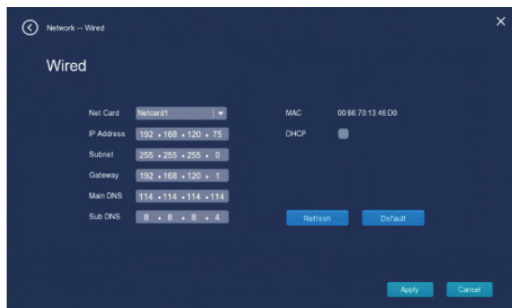 Network -- Wired
Wired
Net Card Netcard1 MAC 00:66:70:13:46:D0
IP Address 192 . 168 . 120 . 75 DHCP
Subnet 255 . 255 . 255 . 0
Gateway 192 . 168 . 120 . 1
Main DNS 114 . 114 . 114 . 114
Sub DNS 8 . 8 . 8 . 4
Refresh Default
Apply Cancel